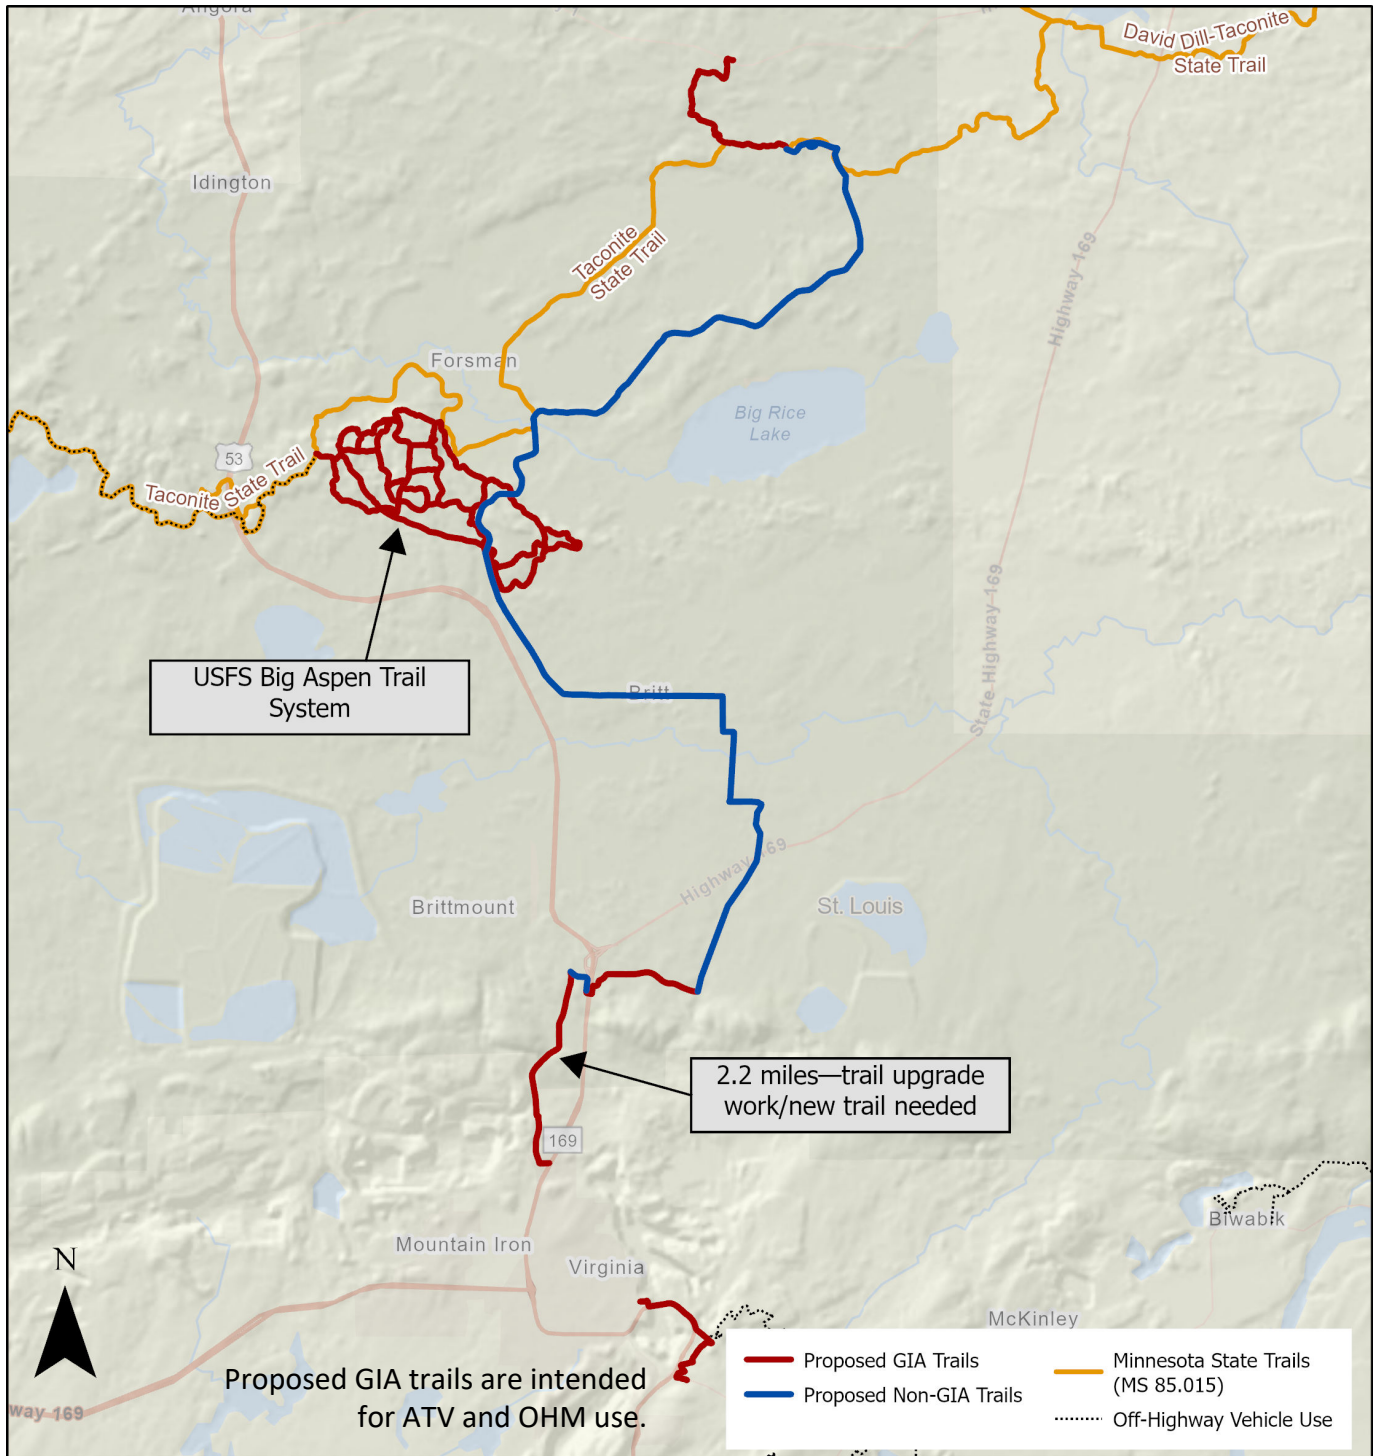 Angora
David Dill-Taconite
State Trail
Idington
Taconite
State Trail
Highway 169
Forsman
Big Rice
Lake
53
Taconite State Trail
State Highway 169
USFS Big Aspen Trail
System
Britt
Highway 169
Brittmount
St. Louis
2.2 miles—trail upgrade
work/new trail needed
169
Biwabik
N
Mountain Iron
Virginia
McKinley
Proposed GIA trails are intended
for ATV and OHM use.
way 169
Proposed GIA Trails
Proposed Non-GIA Trails
Minnesota State Trails
(MS 85.015)
Off-Highway Vehicle Use